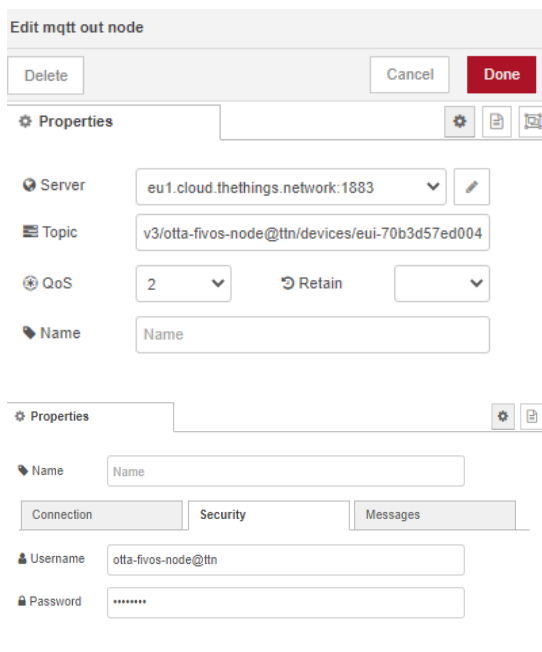 Edit mqtt out node
Delete
Cancel
Done
Properties
Server
eu1.cloud.thethings.network:1883
Topic
v3/otta-fivos-node@ttn/devices/eui-70b3d57ed004
QoS
2
Retain
Name
Name
Properties
Name
Name
Connection
Security
Messages
Username
otta-fivos-node@ttn
Password
••••••••